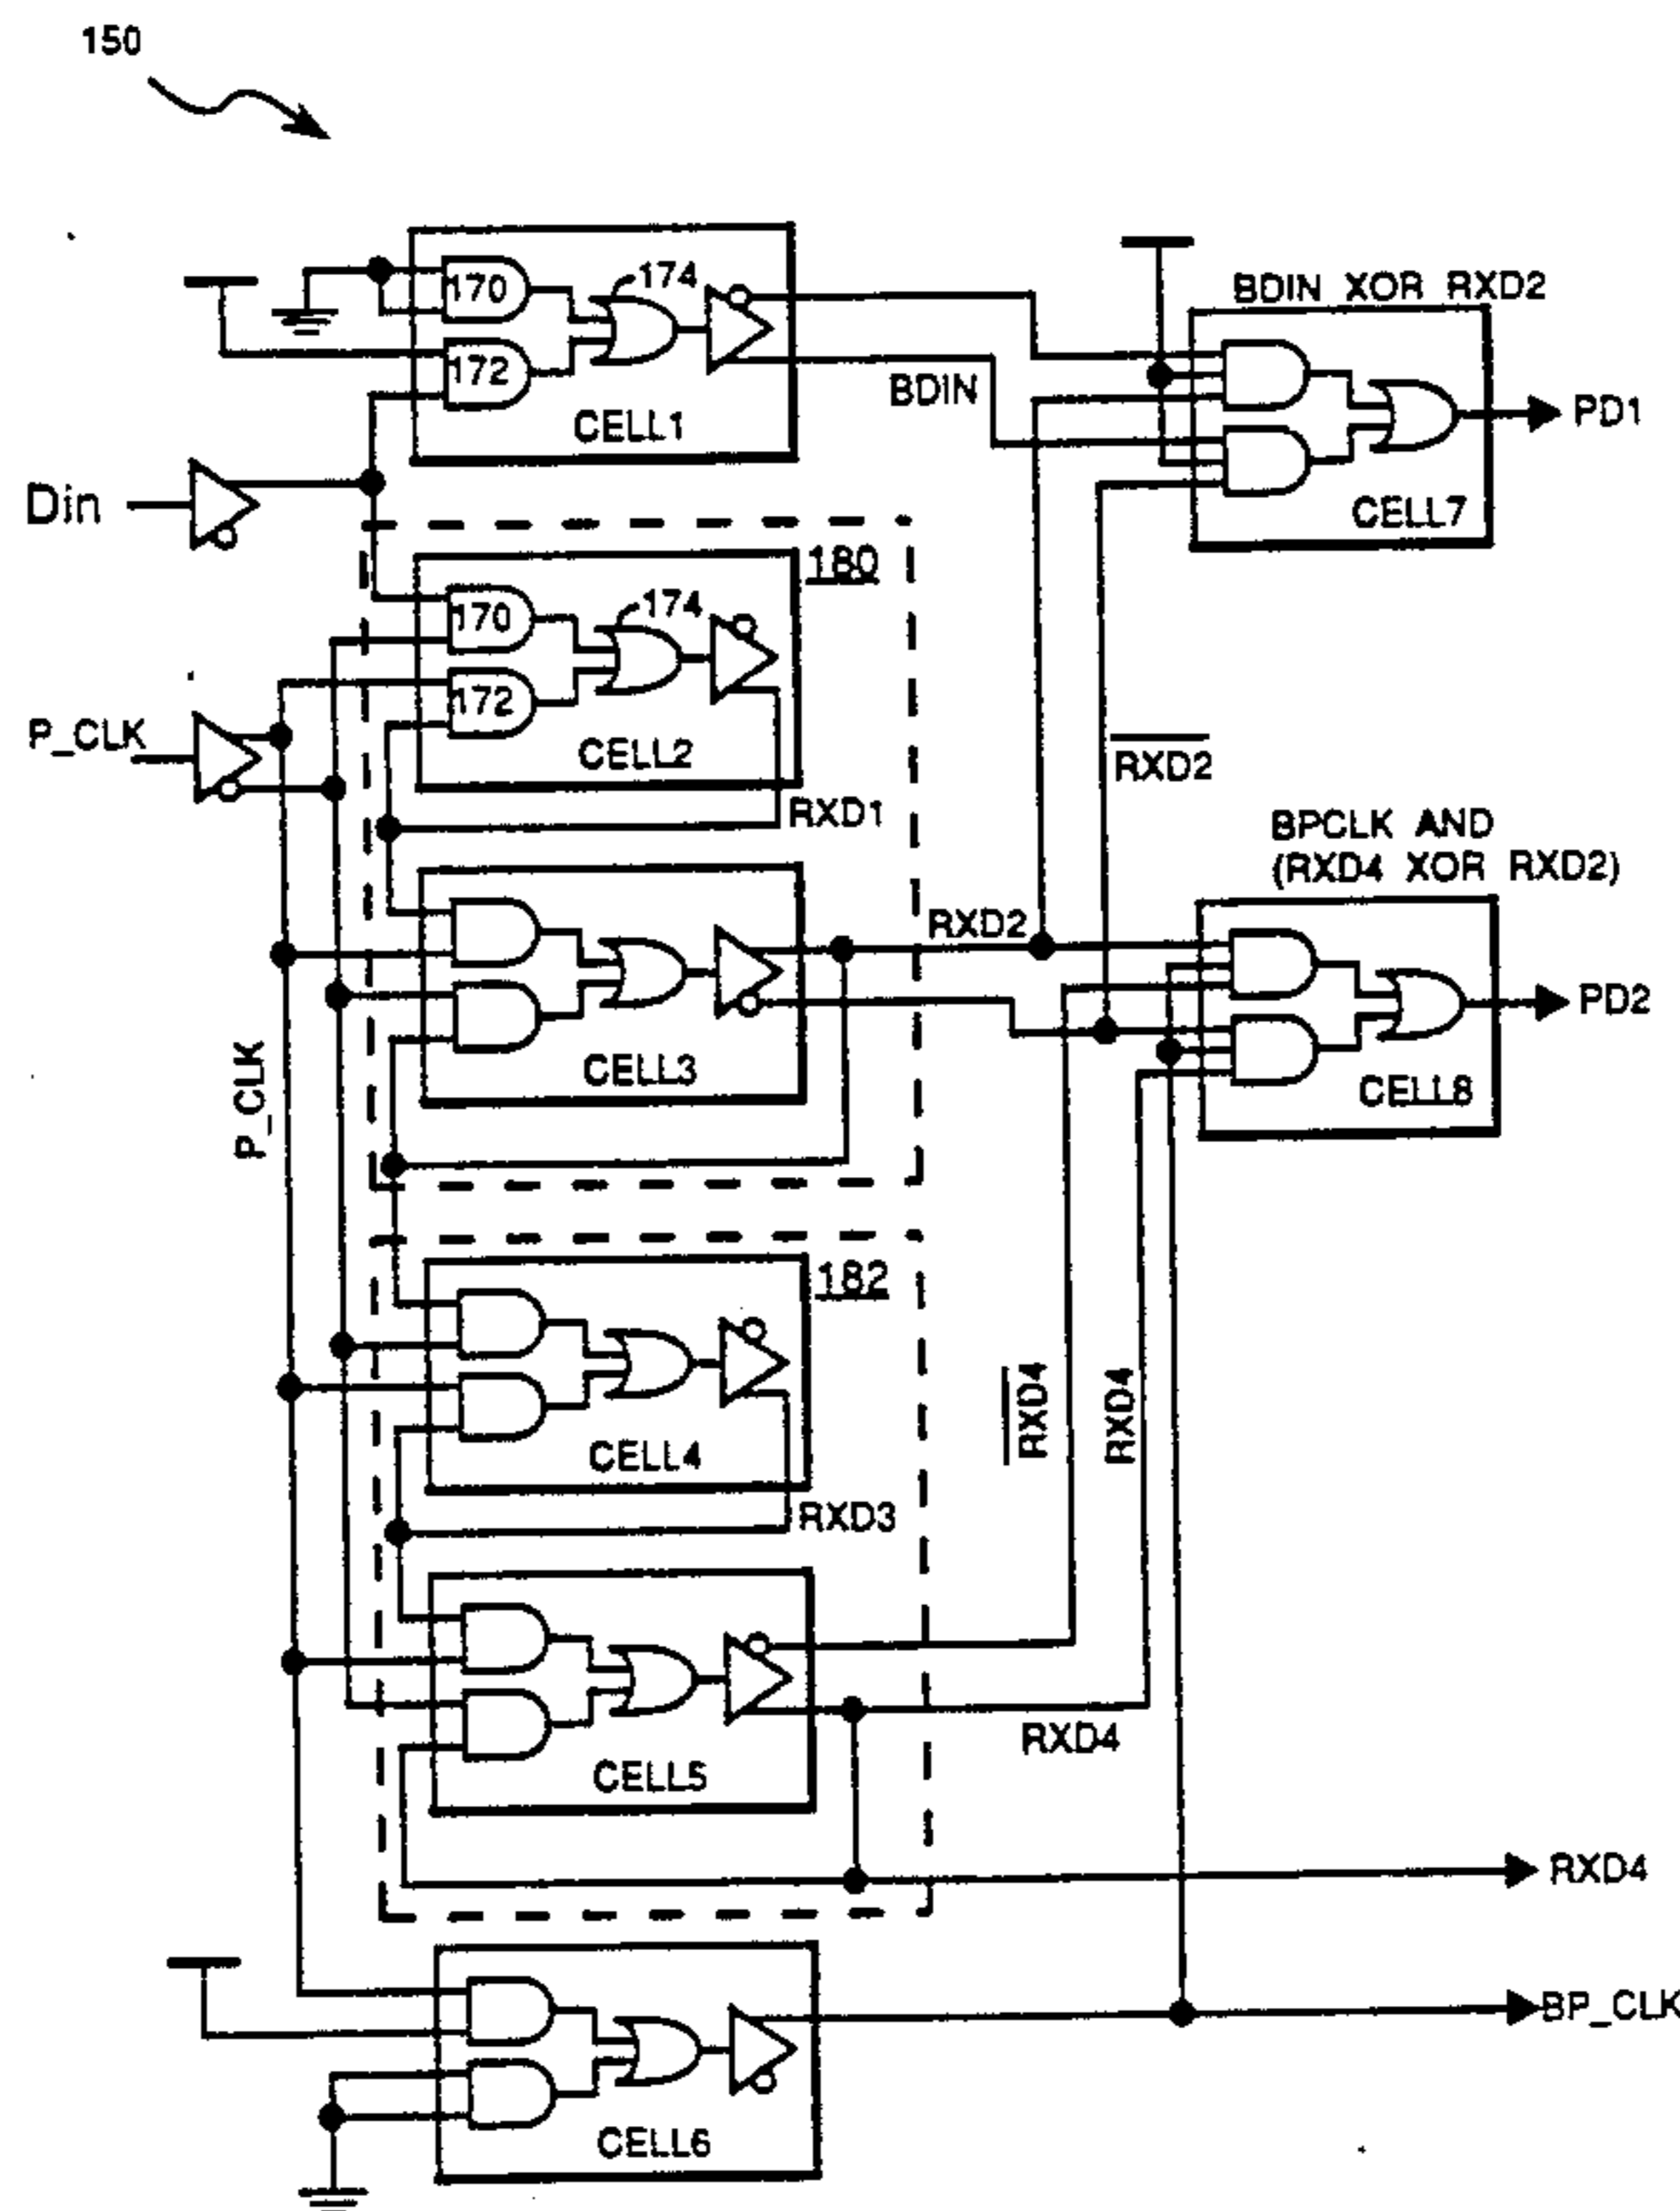 150
170
174
172
BDIN
CELL1
BDIN XOR RXD2
PD1
CELL7
Din
180
170
174
172
CELL2
P_CLK
RXD1
R̅X̅D̅2̅
RXD2
CELL3
P_CLK
BPCLK AND
(RXD4 XOR RXD2)
PD2
CELL8
182
CELL4
RXD3
R̅X̅D̅4̅
RXD4
CELL5
RXD4
RXD4
BP_CLK
CELL6